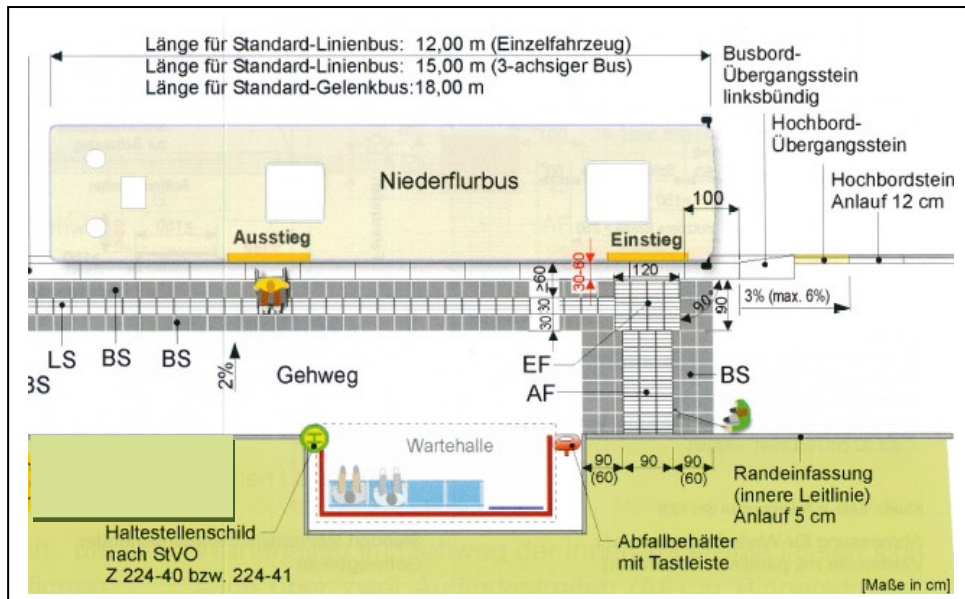 Länge für Standard-Linienbus: 12,00 m (Einzelfahrzeug)
Länge für Standard-Linienbus: 15,00 m (3-achsiger Bus)
Länge für Standard-Gelenkbus: 18,00 m
Busbord-
Übergangsstein
linksbündig
Hochbord-
Übergangsstein
Hochbordstein
Anlauf 12 cm
Niederflurbus
100
Ausstieg
Einstieg
≥60
30-60
120
30
30
90°
90
3% (max. 6%)
LS
BS
BS
BS
2%
Gehweg
EF
AF
BS
Wartehalle
90
(60)
90
90
(60)
Randeinfassung
(innere Leitlinie)
Anlauf 5 cm
Haltestellenschild
nach StVO
Z 224-40 bzw. 224-41
Abfallbehälter
mit Tastleiste
[Maße in cm]